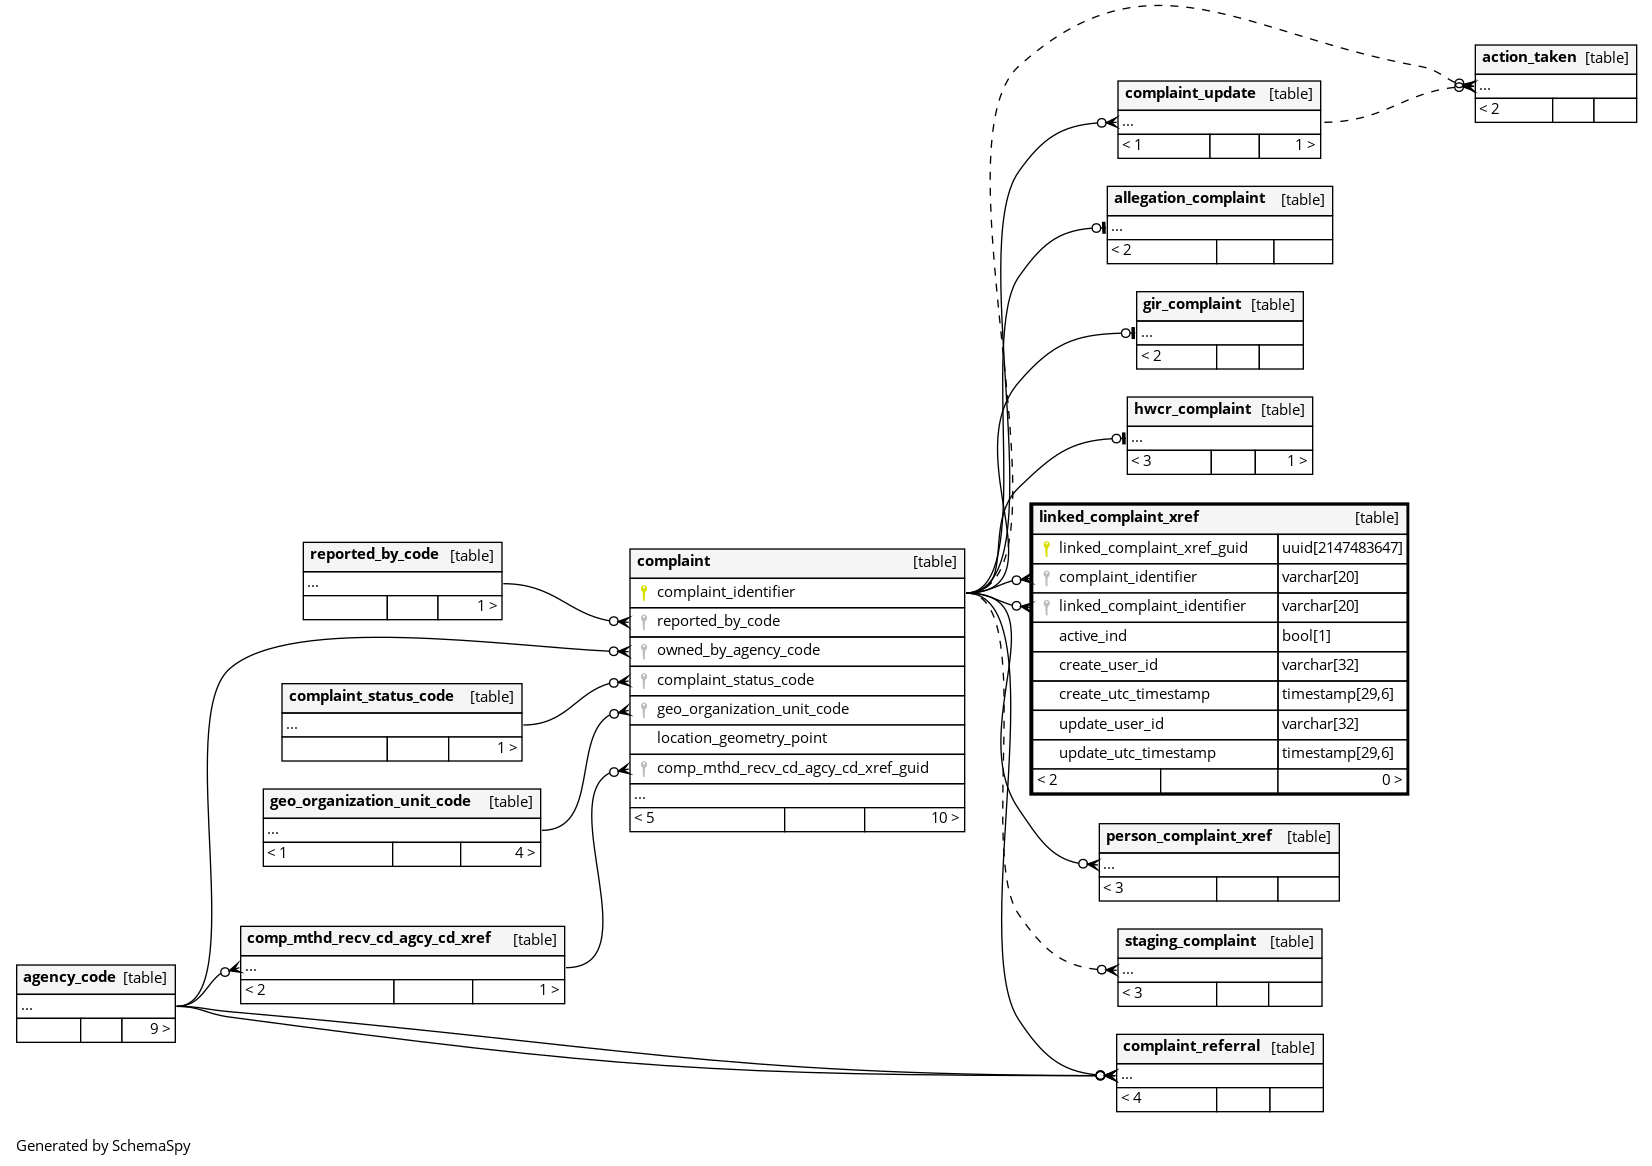 action_taken [table]
...
< 2
complaint_update [table]
...
< 1 1 >
allegation_complaint [table]
...
< 2
gir_complaint [table]
...
< 2
hwcr_complaint [table]
...
< 3 1 >
linked_complaint_xref [table]
linked_complaint_xref_guid uuid[2147483647]
complaint_identifier varchar[20]
linked_complaint_identifier varchar[20]
active_ind bool[1]
create_user_id varchar[32]
create_utc_timestamp timestamp[29,6]
update_user_id varchar[32]
update_utc_timestamp timestamp[29,6]
< 2 0 >
reported_by_code [table]
...
1 >
complaint [table]
complaint_identifier
reported_by_code
owned_by_agency_code
complaint_status_code
geo_organization_unit_code
location_geometry_point
comp_mthd_recv_cd_agcy_cd_xref_guid
...
< 5 10 >
complaint_status_code [table]
...
1 >
geo_organization_unit_code [table]
...
< 1 4 >
person_complaint_xref [table]
...
< 3
comp_mthd_recv_cd_agcy_cd_xref [table]
...
< 2 1 >
staging_complaint [table]
...
< 3
agency_code [table]
...
9 >
complaint_referral [table]
...
< 4
Generated by SchemaSpy